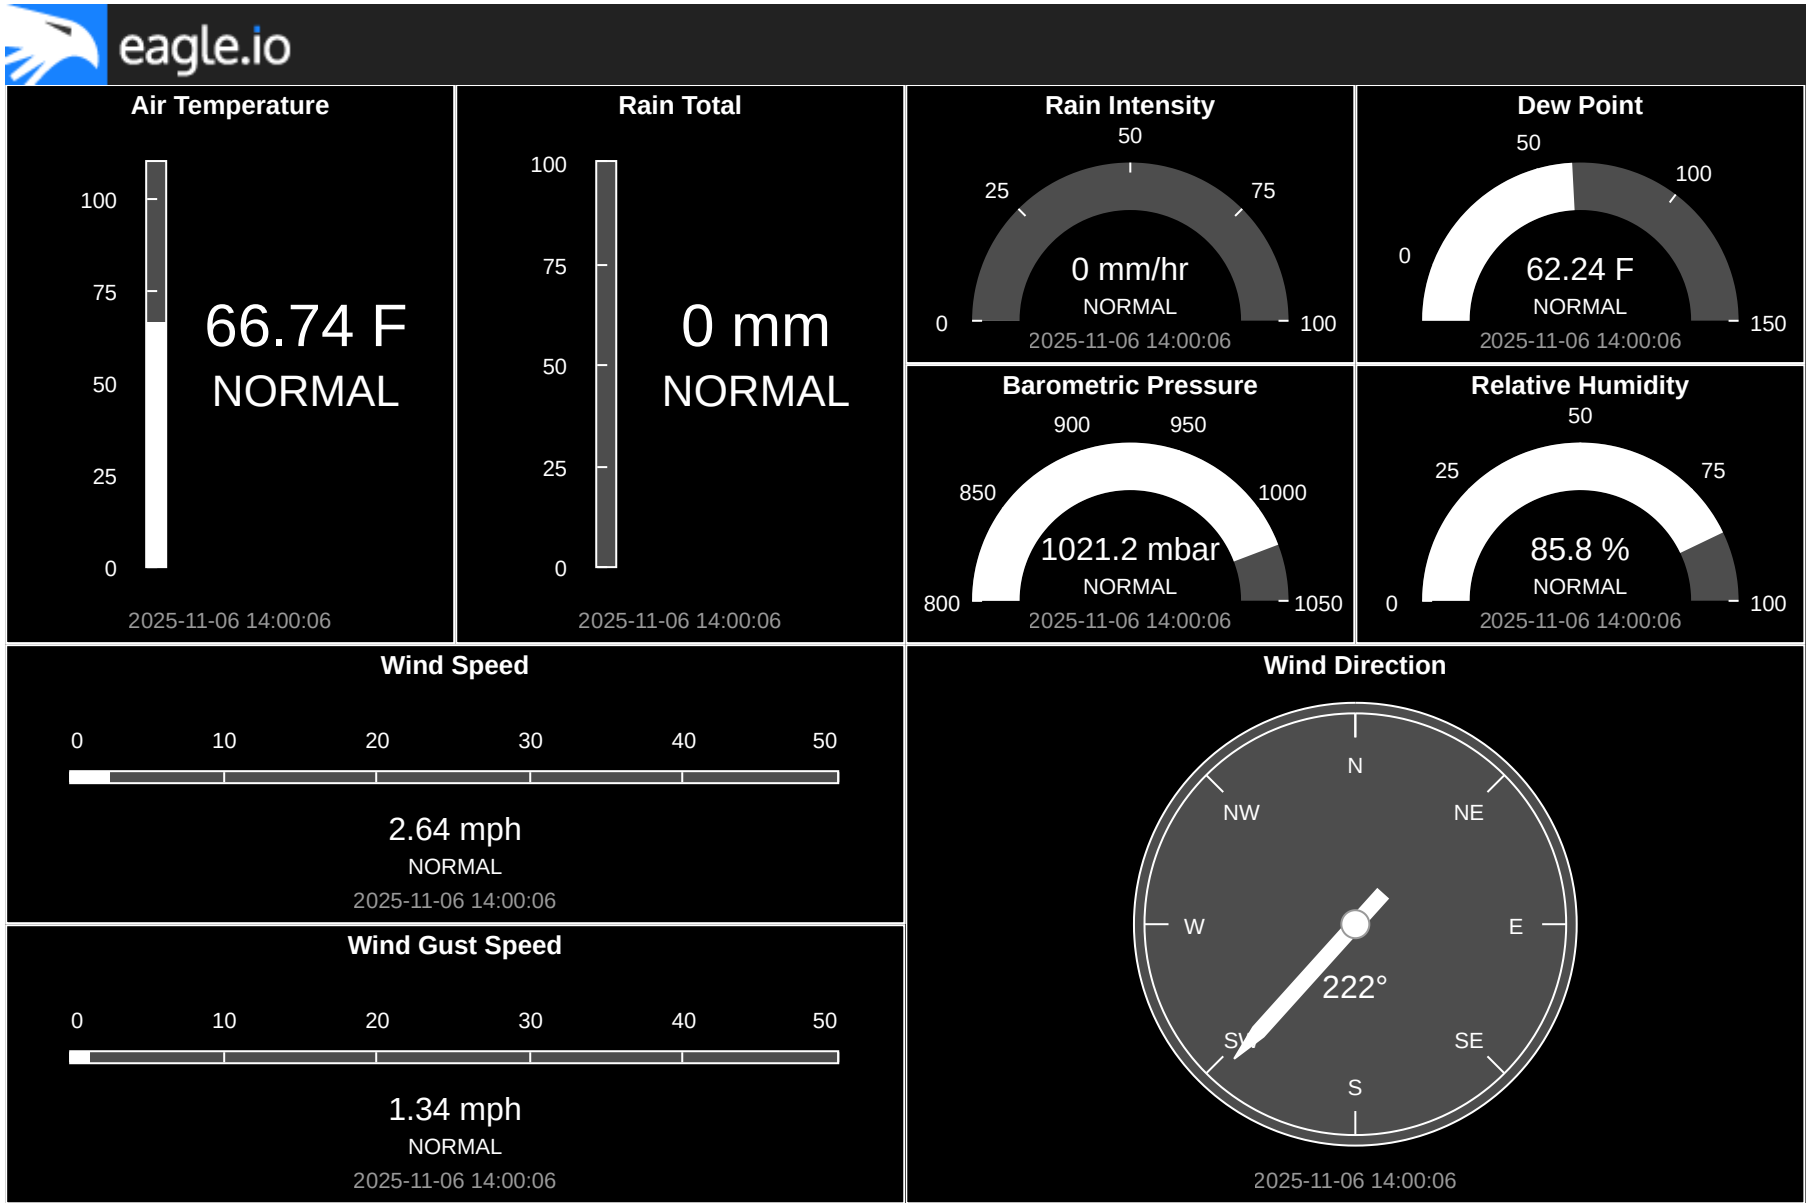 eagle.io
Air Temperature
100
75
50
25
0
66.74 F
NORMAL
2025-11-06 14:00:06
Rain Total
100
75
50
25
0
0 mm
NORMAL
2025-11-06 14:00:06
Rain Intensity
50
25
75
0
100
0 mm/hr
NORMAL
2025-11-06 14:00:06
Dew Point
50
100
0
150
62.24 F
NORMAL
2025-11-06 14:00:06
Barometric Pressure
900
950
850
1000
800
1050
1021.2 mbar
NORMAL
2025-11-06 14:00:06
Relative Humidity
50
25
75
0
100
85.8 %
NORMAL
2025-11-06 14:00:06
Wind Speed
0 10 20 30 40 50
2.64 mph
NORMAL
2025-11-06 14:00:06
Wind Gust Speed
0 10 20 30 40 50
1.34 mph
NORMAL
2025-11-06 14:00:06
Wind Direction
N
NW NE
W E
222°
SW SE
S
2025-11-06 14:00:06